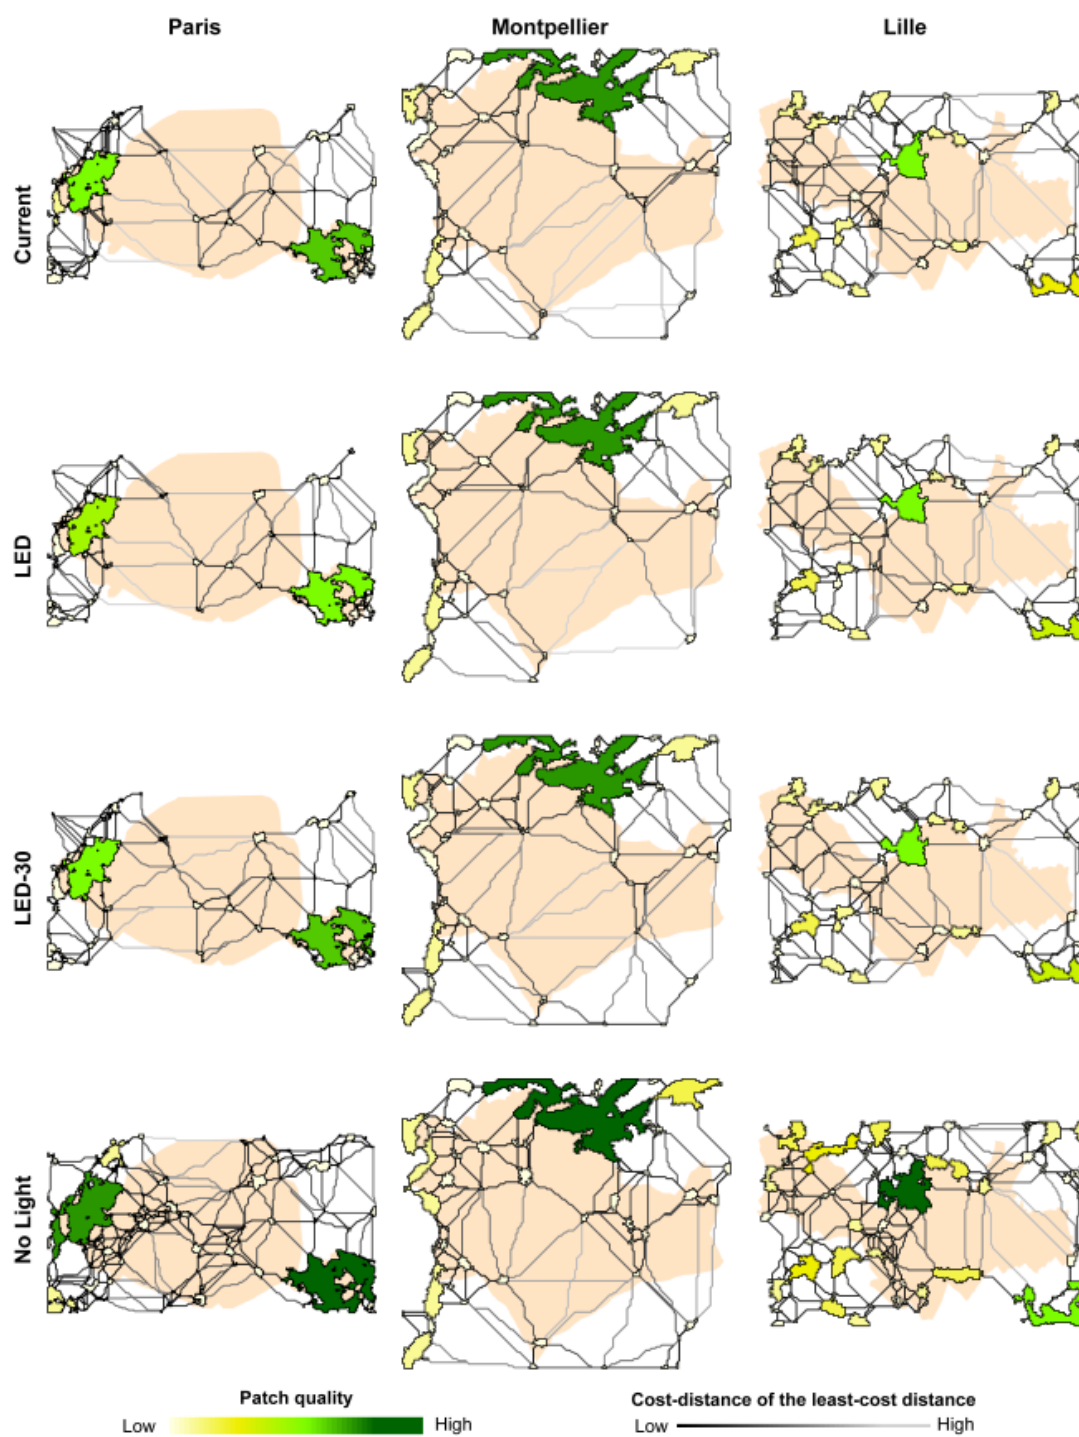 Paris Montpellier Lille
Current
LED
LED-30
No Light
Patch quality
Low High
Cost-distance of the least-cost distance
Low High